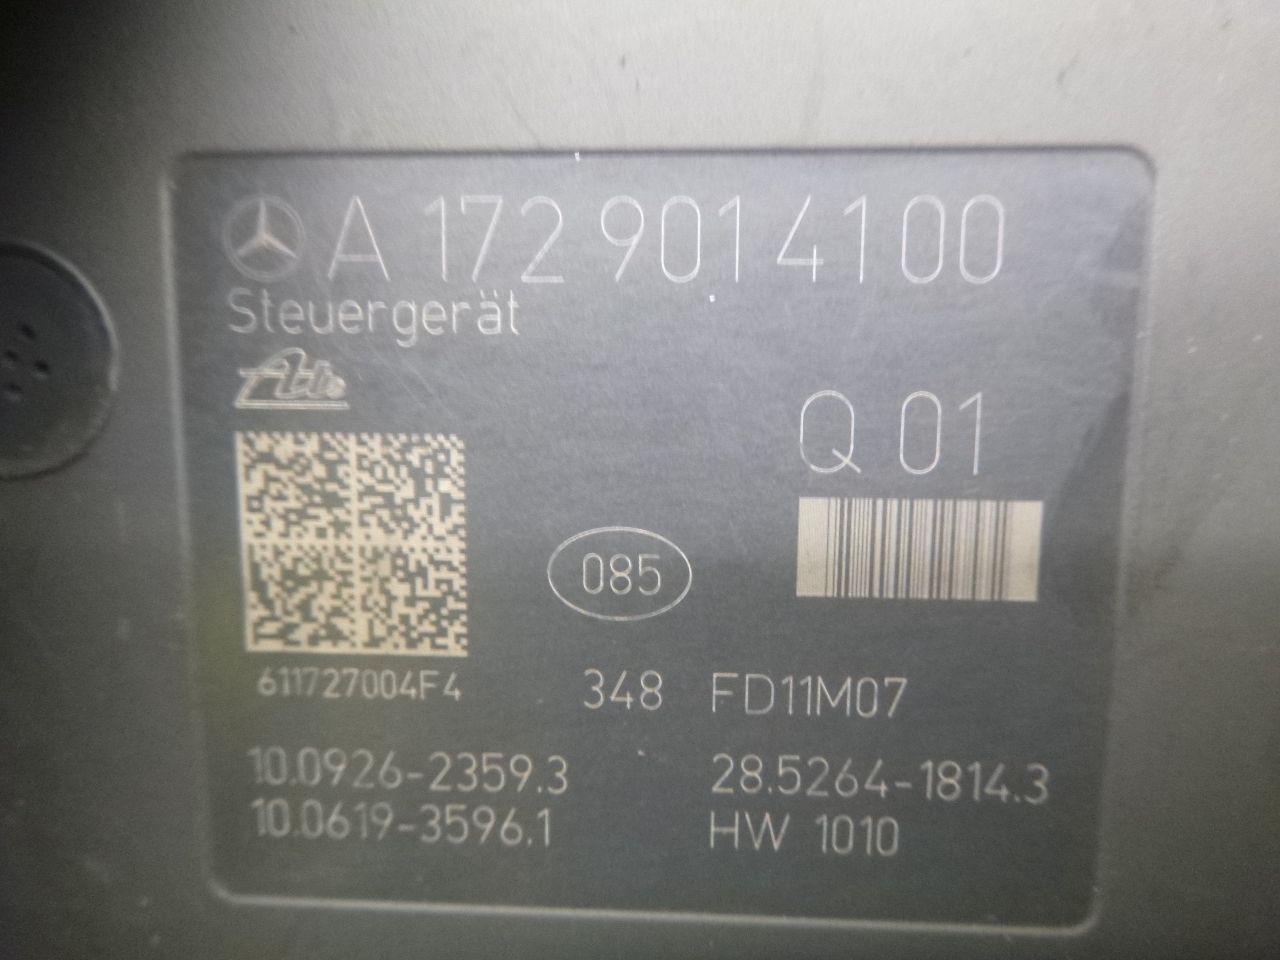 A 172 901 41 00
Steuergerät
Ate
Q 01
085
611727004F4
348 FD11M07
10.0926-2359.3
28.5264-1814.3
10.0619-3596.1
HW 1010